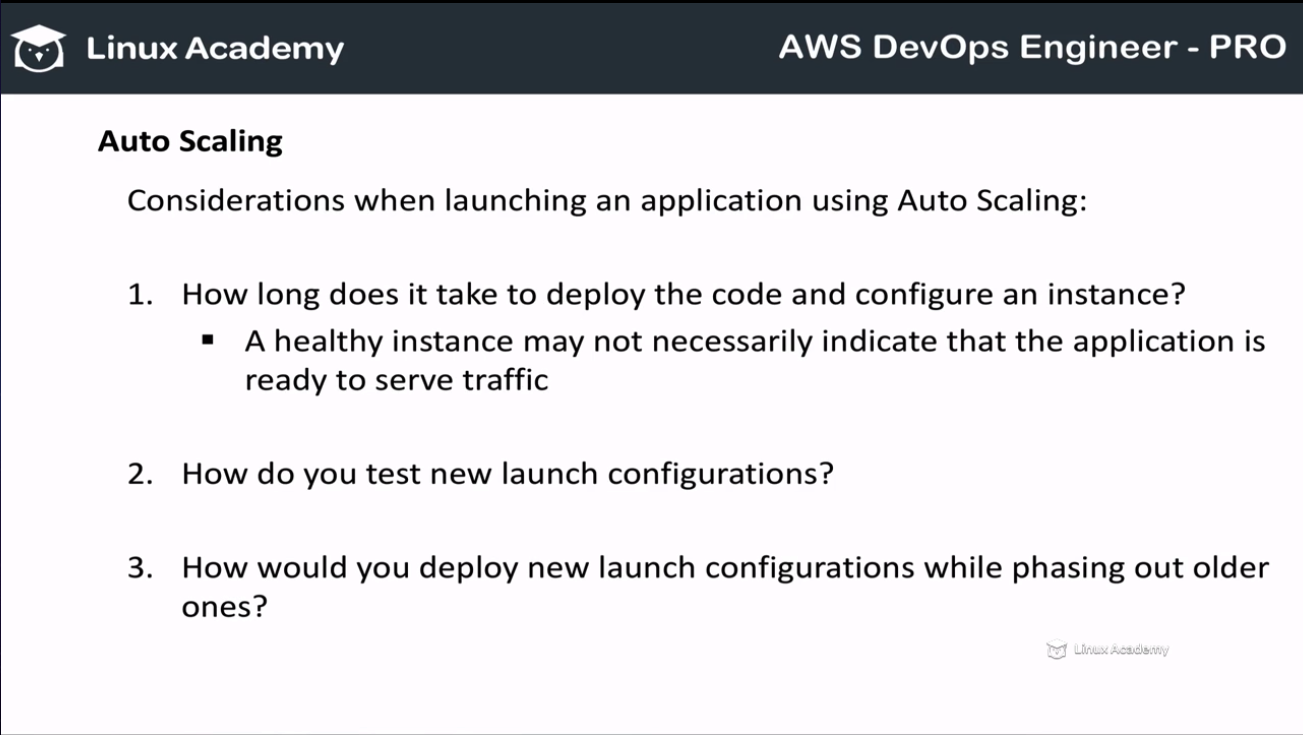 Linux Academy
AWS DevOps Engineer - PRO
Auto Scaling
Considerations when launching an application using Auto Scaling:
1. How long does it take to deploy the code and configure an instance?
▪ A healthy instance may not necessarily indicate that the application is
ready to serve traffic
2. How do you test new launch configurations?
3. How would you deploy new launch configurations while phasing out older
ones?
Linux Academy